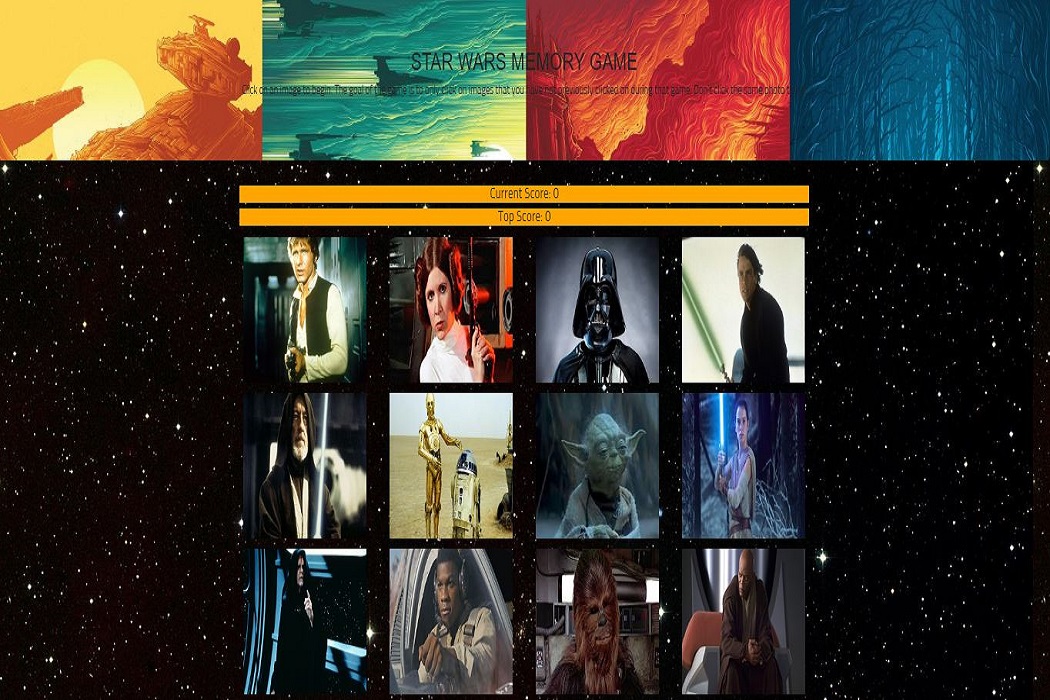 STAR WARS MEMORY GAME
Click on an image to begin. The goal of the game is to only click on images that you have not previously clicked on during that game. Don't click the same photo t
Current Score: 0
Top Score: 0